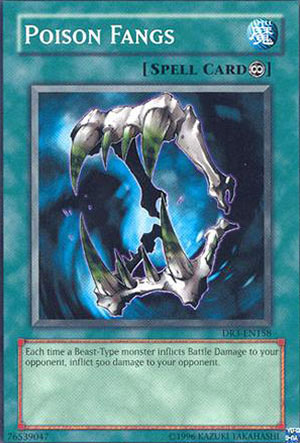 POISON FANGS
[SPELL CARD]
DR3-EN158
Each time a Beast-Type monster inflicts Battle Damage to your
opponent, inflict 500 damage to your opponent.
76539047
©1996 KAZUKI TAKAHASHI